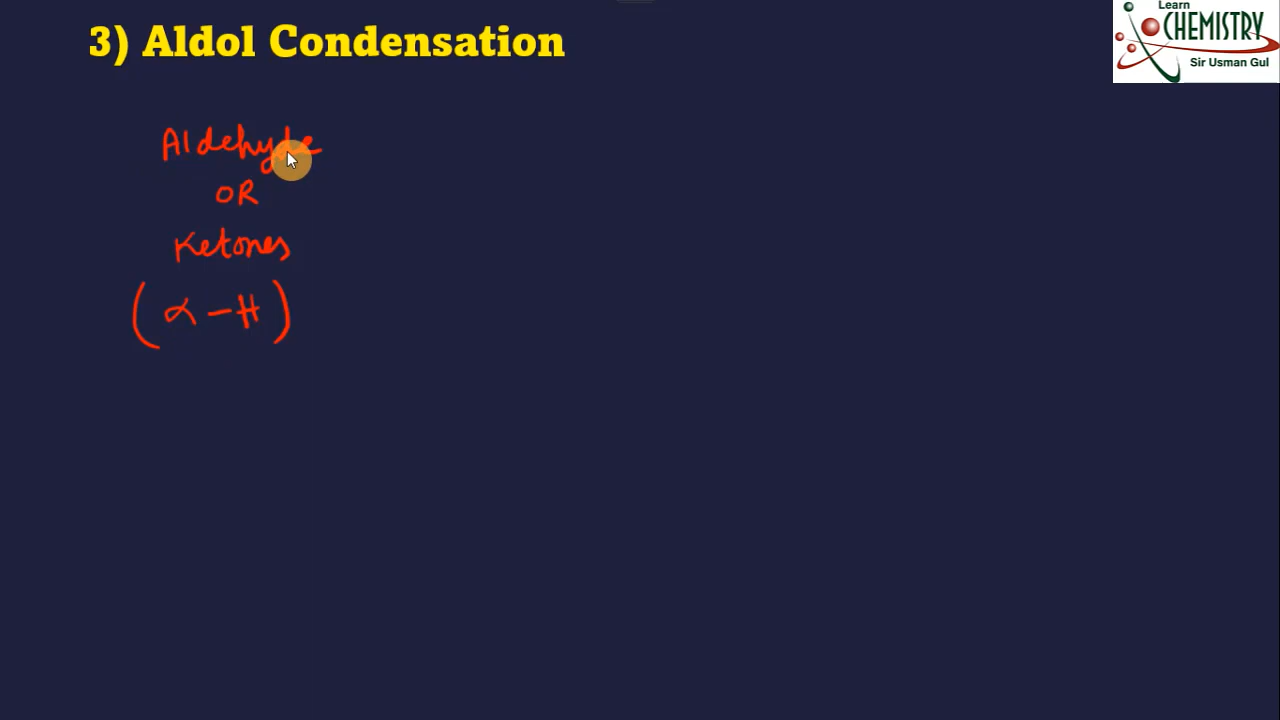 3) Aldol Condensation
Learn
CHEMISTRY
Sir Usman Gul
Aldehyde
OR
Ketones
(α-H)